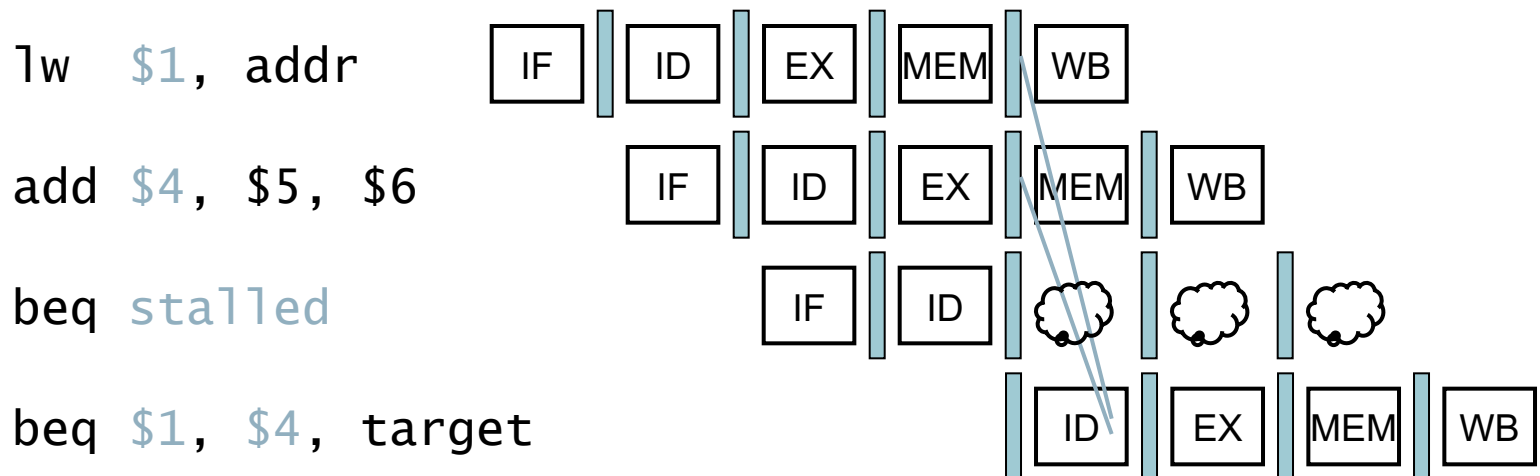 lw $1, addr IF ID EX MEM WB
add $4, $5, $6 IF ID EX MEM WB
beq stalled IF ID
beq $1, $4, target ID EX MEM WB